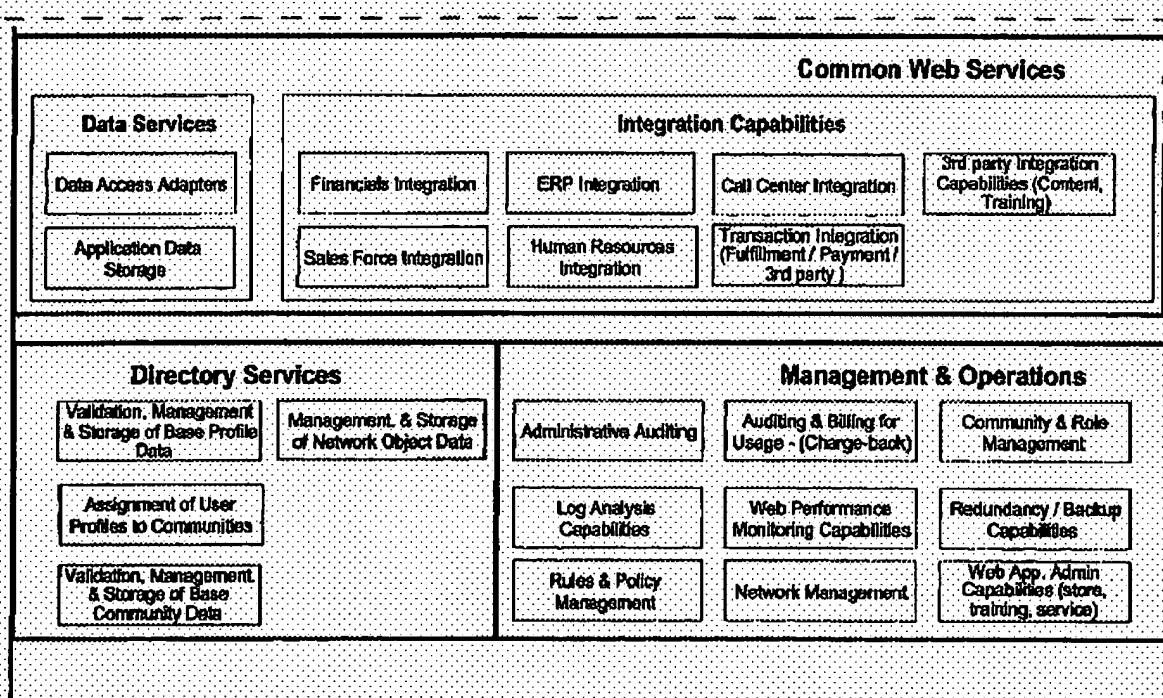 Common Web Services
Data Services
Data Access Adapters
Application Data
Storage
Integration Capabilities
Financials Integration
ERP Integration
Call Center Integration
3rd party Integration
Capabilities (Content,
Training)
Sales Force Integration
Human Resources
Integration
Transaction Integration
(Fulfillment / Payment /
3rd party )
Directory Services
Validation, Management
& Storage of Base Profile
Data
Management & Storage
of Network Object Data
Assignment of User
Profiles to Communities
Validation, Management
& Storage of Base
Community Data
Management & Operations
Administrative Auditing
Auditing & Billing for
Usage - (Charge-back)
Community & Role
Management
Log Analysis
Capabilities
Web Performance
Monitoring Capabilities
Redundancy / Backup
Capabilities
Rules & Policy
Management
Network Management
Web App. Admin
Capabilities (store,
training, service)